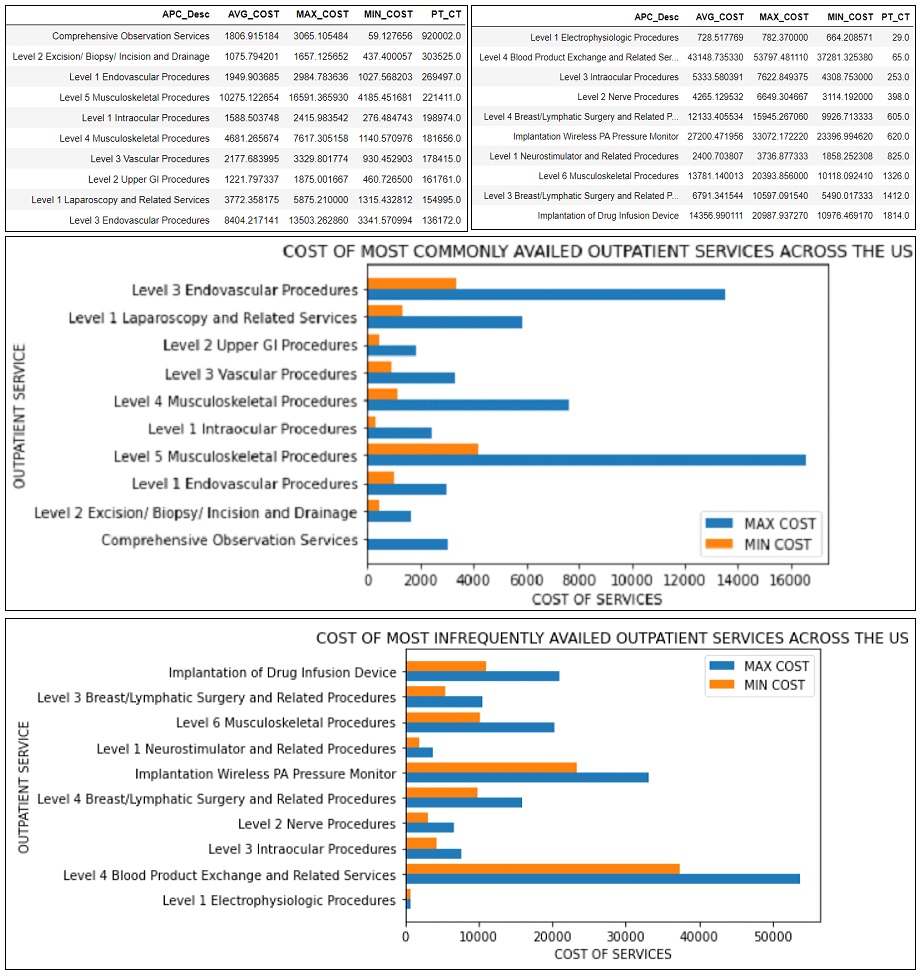 APC_Desc AVG_COST MAX_COST MIN_COST PT_CT
Comprehensive Observation Services 1806.915184 3065.105484 59.127656 920002.0
Level 2 Excision/ Biopsy/ Incision and Drainage 1075.794201 1657.125652 437.400057 303525.0
Level 1 Endovascular Procedures 1949.903685 2984.783636 1027.568203 269497.0
Level 5 Musculoskeletal Procedures 10275.122654 16591.365930 4185.451681 221411.0
Level 1 Intraocular Procedures 1588.503748 2415.983542 276.484743 198974.0
Level 4 Musculoskeletal Procedures 4681.265674 7617.305158 1140.570976 181656.0
Level 3 Vascular Procedures 2177.683995 3329.801774 930.452903 178415.0
Level 2 Upper GI Procedures 1221.797337 1875.001667 460.726500 161761.0
Level 1 Laparoscopy and Related Services 3772.358175 5875.210000 1315.432812 154995.0
Level 3 Endovascular Procedures 8404.217141 13503.262860 3341.570994 136172.0
APC_Desc AVG_COST MAX_COST MIN_COST PT_CT
Level 1 Electrophysiologic Procedures 728.517769 782.370000 664.208571 29.0
Level 4 Blood Product Exchange and Related Ser... 43148.735330 53797.481110 37281.325380 65.0
Level 3 Intraocular Procedures 5333.580391 7622.849375 4308.753000 253.0
Level 2 Nerve Procedures 4265.129532 6649.304667 3114.192000 398.0
Level 4 Breast/Lymphatic Surgery and Related P... 12133.405534 15945.267060 9926.713333 605.0
Implantation Wireless PA Pressure Monitor 27200.471956 33072.172220 23396.994620 620.0
Level 1 Neurostimulator and Related Procedures 2400.703807 3736.877333 1858.252308 825.0
Level 6 Musculoskeletal Procedures 13781.140013 20393.856000 10118.092410 1326.0
Level 3 Breast/Lymphatic Surgery and Related P... 6791.341544 10597.091540 5490.017333 1412.0
Implantation of Drug Infusion Device 14356.990111 20987.937270 10976.469170 1814.0
COST OF MOST COMMONLY AVAILED OUTPATIENT SERVICES ACROSS THE US
OUTPATIENT SERVICE
Level 3 Endovascular Procedures
Level 1 Laparoscopy and Related Services
Level 2 Upper GI Procedures
Level 3 Vascular Procedures
Level 4 Musculoskeletal Procedures
Level 1 Intraocular Procedures
Level 5 Musculoskeletal Procedures
Level 1 Endovascular Procedures
Level 2 Excision/ Biopsy/ Incision and Drainage
Comprehensive Observation Services
MAX COST
MIN COST
0 2000 4000 6000 8000 10000 12000 14000 16000
COST OF SERVICES
COST OF MOST INFREQUENTLY AVAILED OUTPATIENT SERVICES ACROSS THE US
OUTPATIENT SERVICE
MAX COST
MIN COST
Implantation of Drug Infusion Device
Level 3 Breast/Lymphatic Surgery and Related Procedures
Level 6 Musculoskeletal Procedures
Level 1 Neurostimulator and Related Procedures
Implantation Wireless PA Pressure Monitor
Level 4 Breast/Lymphatic Surgery and Related Procedures
Level 2 Nerve Procedures
Level 3 Intraocular Procedures
Level 4 Blood Product Exchange and Related Services
Level 1 Electrophysiologic Procedures
0 10000 20000 30000 40000 50000
COST OF SERVICES